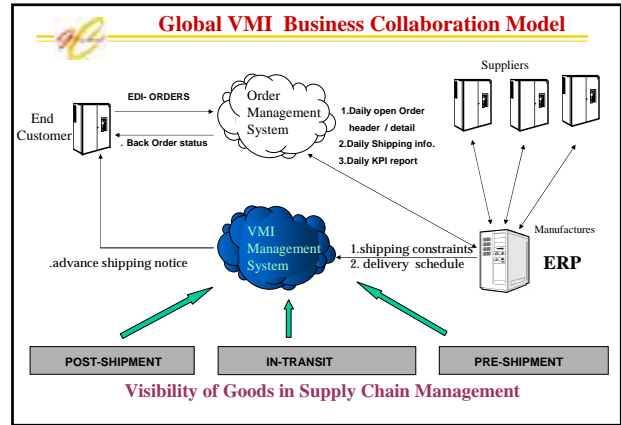 Global VMI Business Collaboration Model
Suppliers
EDI- ORDERS
End
Customer
. Back Order status
Order
Management
System
1.Daily open Order
header / detail
2.Daily Shipping info.
3.Daily KPI report
Manufactures
ERP
VMI
Management
System
1.shipping constraints
2. delivery schedule
.advance shipping notice
POST-SHIPMENT
IN-TRANSIT
PRE-SHIPMENT
Visibility of Goods in Supply Chain Management